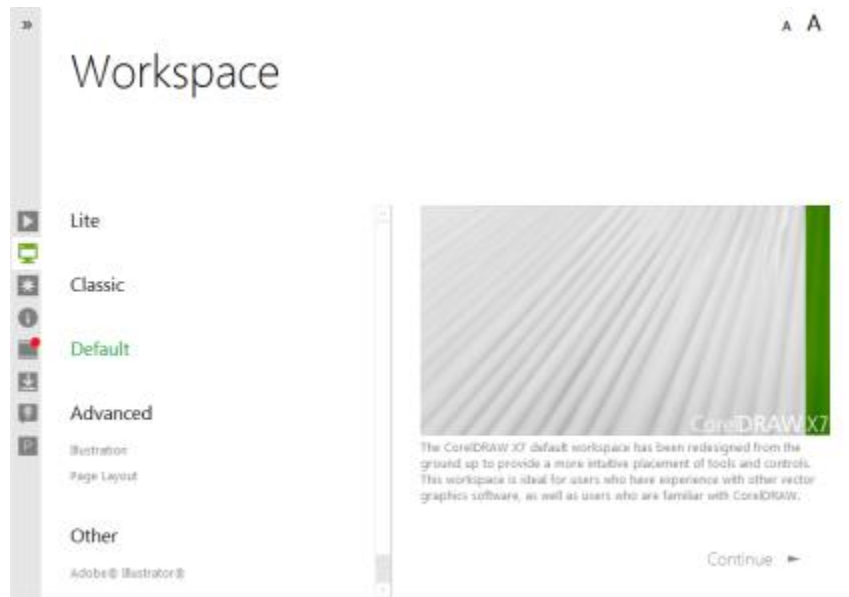 »
A A
Workspace
Lite
Classic
Default
Advanced
Illustration
Page Layout
Other
Adobe® Illustrator®
CorelDRAW X7
The CorelDRAW X7 default workspace has been redesigned from the
ground up to provide a more intuitive placement of tools and controls.
This workspace is ideal for users who have experience with other vector
graphics software, as well as users who are familiar with CorelDRAW.
Continue ►